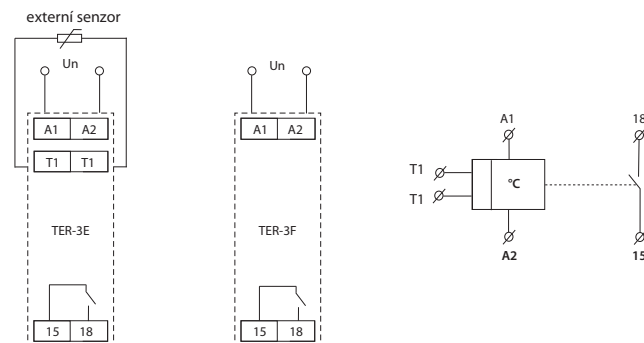 externí senzor
Un
A1 A2
T1 T1
TER-3E
15 18
Un
A1 A2
TER-3F
15 18
A1
18
T1
°C
T1
A2
15